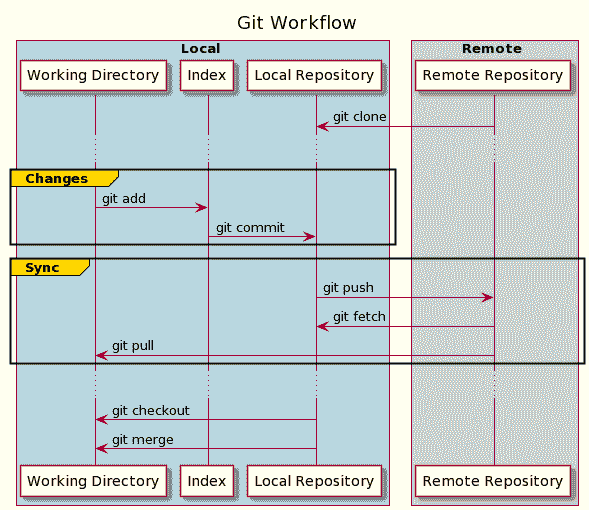 Git Workflow
Local
Remote
Working Directory
Index
Local Repository
Remote Repository
git clone
Changes
git add
git commit
Sync
git push
git fetch
git pull
git checkout
git merge
Working Directory
Index
Local Repository
Remote Repository